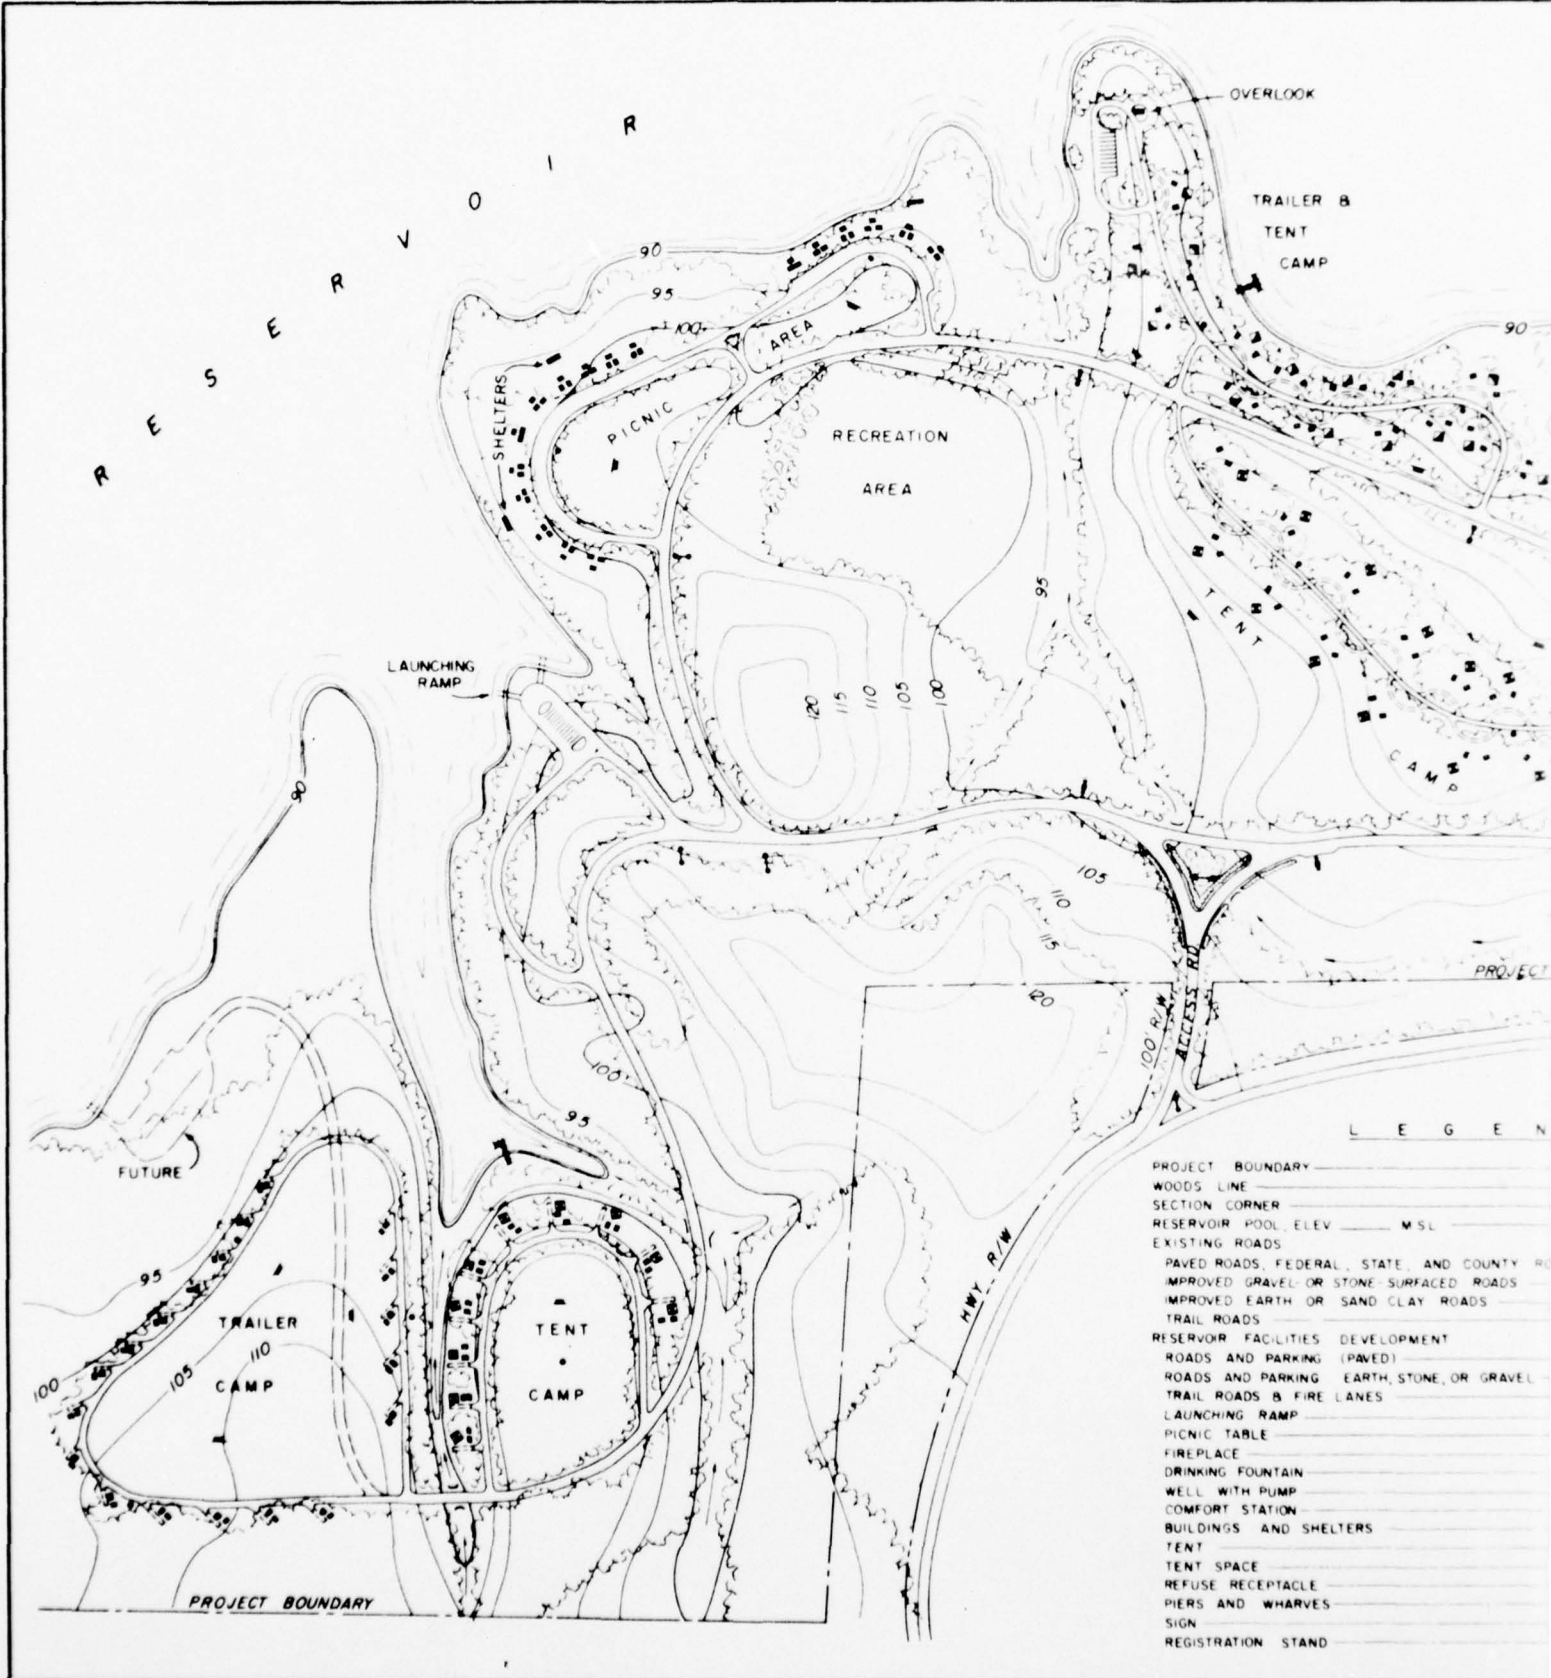 RESERVOIR
OVERLOOK
TRAILER &
TENT
CAMP
90
90
95
100
AREA
PICNIC
SHELTERS
RECREATION
AREA
95
TENT
CAMP
LAUNCHING
RAMP
120
115
110
105
100
90
105
110
115
120
PROJECT
ACCESS RD
100' R/W
100
95
FUTURE
HWY R/W
95
TRAILER
CAMP
100
105
110
TENT
CAMP
PROJECT BOUNDARY
LEGEN
PROJECT BOUNDARY
WOODS LINE
SECTION CORNER
RESERVOIR POOL, ELEV ____ MSL
EXISTING ROADS
PAVED ROADS, FEDERAL, STATE, AND COUNTY RO
IMPROVED GRAVEL OR STONE SURFACED ROADS
IMPROVED EARTH OR SAND CLAY ROADS
TRAIL ROADS
RESERVOIR FACILITIES DEVELOPMENT
ROADS AND PARKING (PAVED)
ROADS AND PARKING EARTH, STONE, OR GRAVEL
TRAIL ROADS & FIRE LANES
LAUNCHING RAMP
PICNIC TABLE
FIREPLACE
DRINKING FOUNTAIN
WELL WITH PUMP
COMFORT STATION
BUILDINGS AND SHELTERS
TENT
TENT SPACE
REFUSE RECEPTACLE
PIERS AND WHARVES
SIGN
REGISTRATION STAND